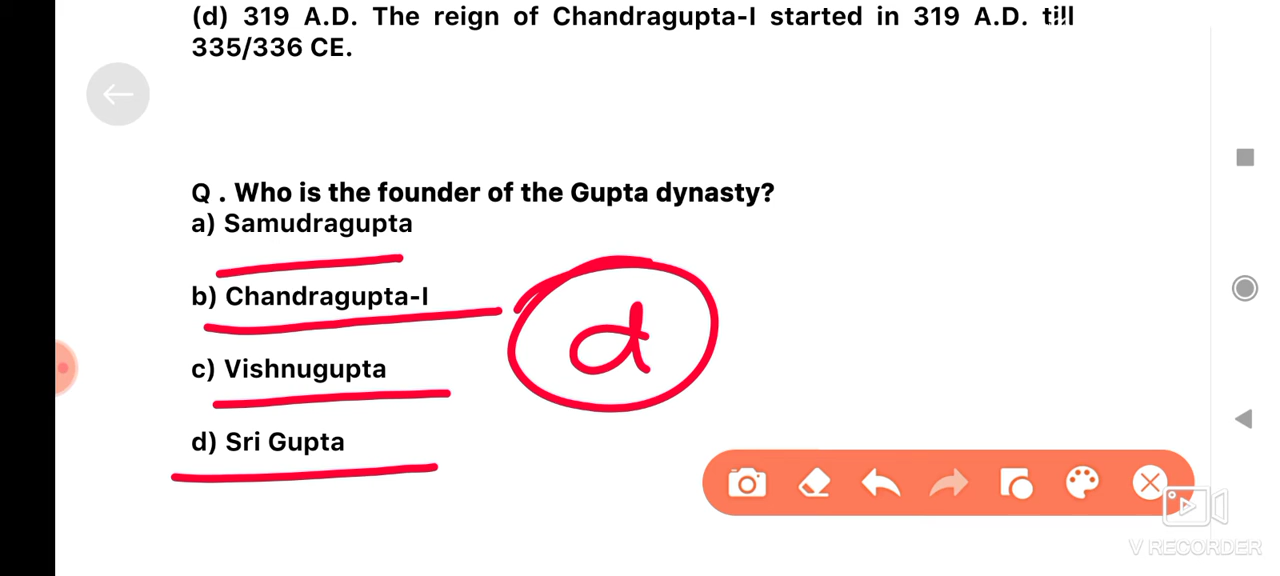 (d) 319 A.D. The reign of Chandragupta-I started in 319 A.D. till
335/336 CE.
Q . Who is the founder of the Gupta dynasty?
a) Samudragupta
b) Chandragupta-I
c) Vishnugupta
d) Sri Gupta
d
V RECORDER